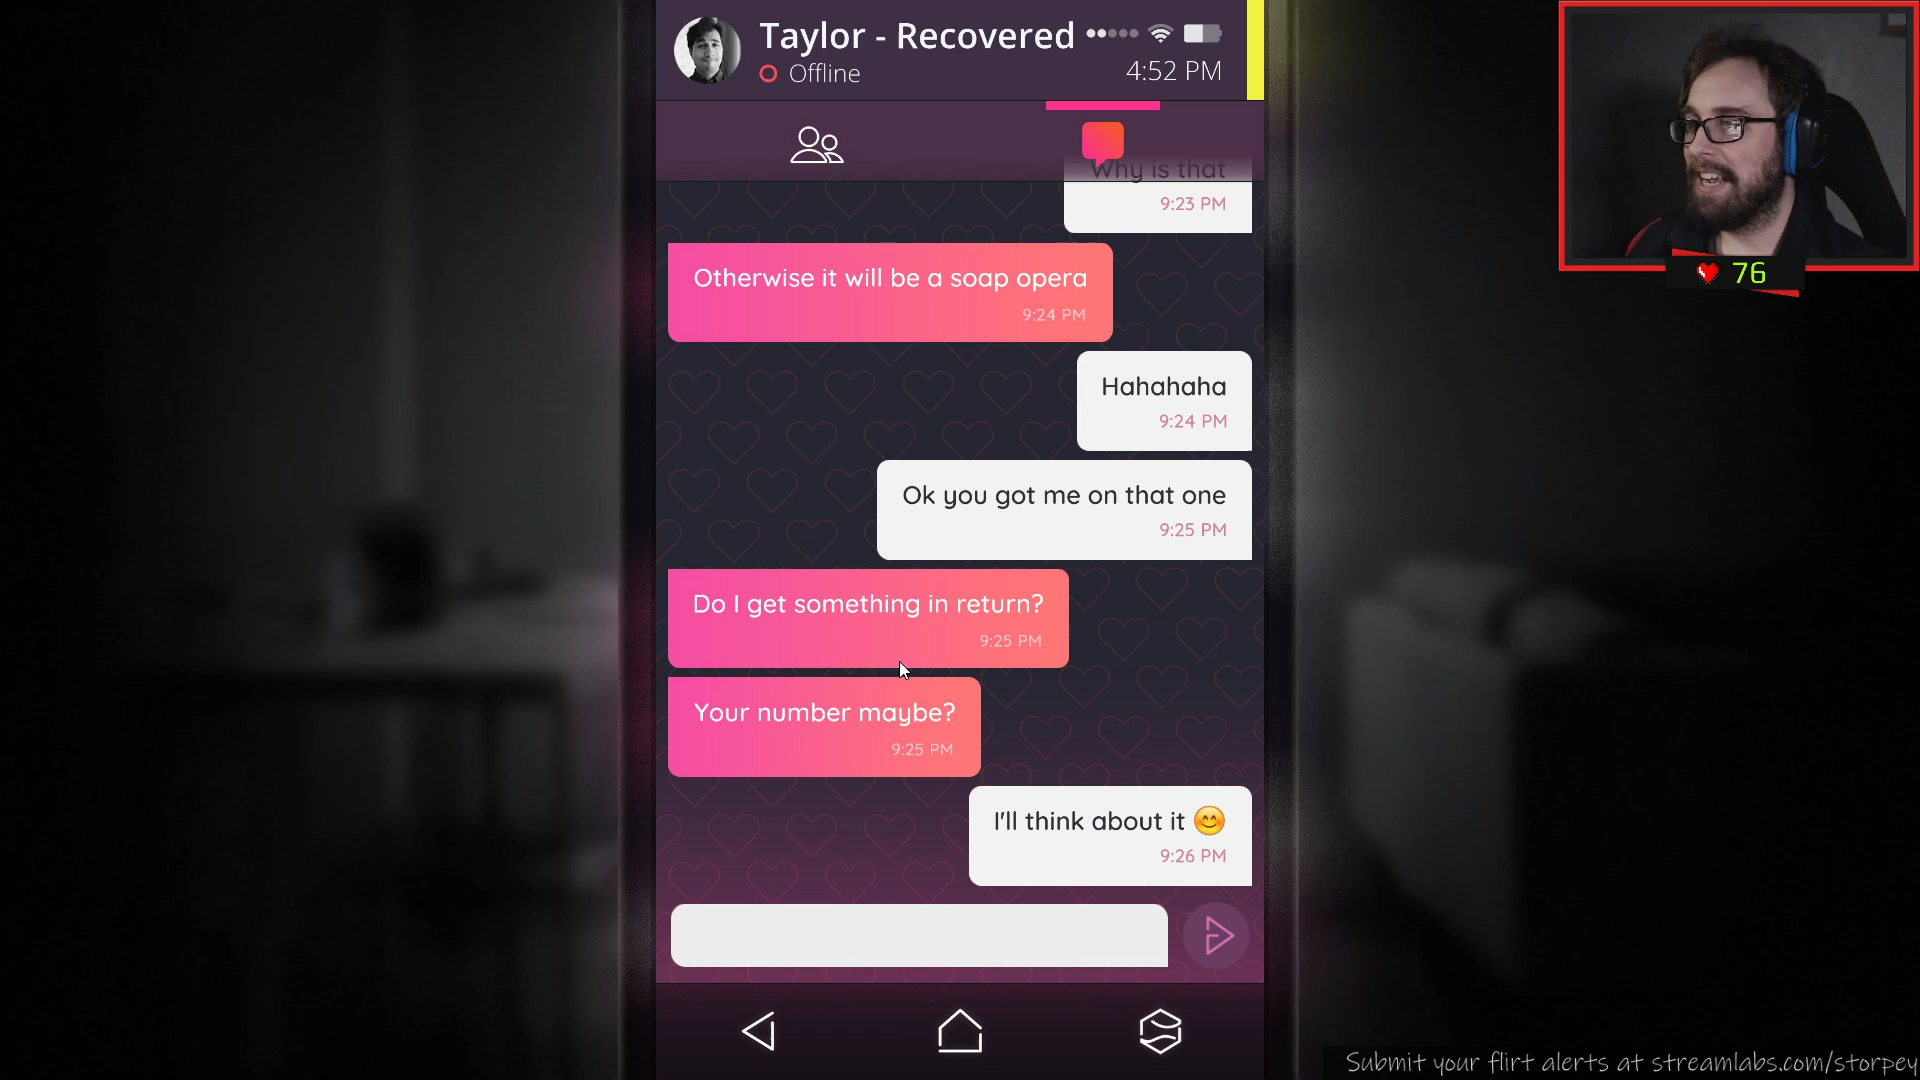 Taylor - Recovered
Offline
4:52 PM
Why is that
9:23 PM
Otherwise it will be a soap opera
9:24 PM
Hahahaha
9:24 PM
Ok you got me on that one
9:25 PM
Do I get something in return?
9:25 PM
Your number maybe?
9:25 PM
I'll think about it 😊
9:26 PM
76
Submit your flirt alerts at streamlabs.com/storpey